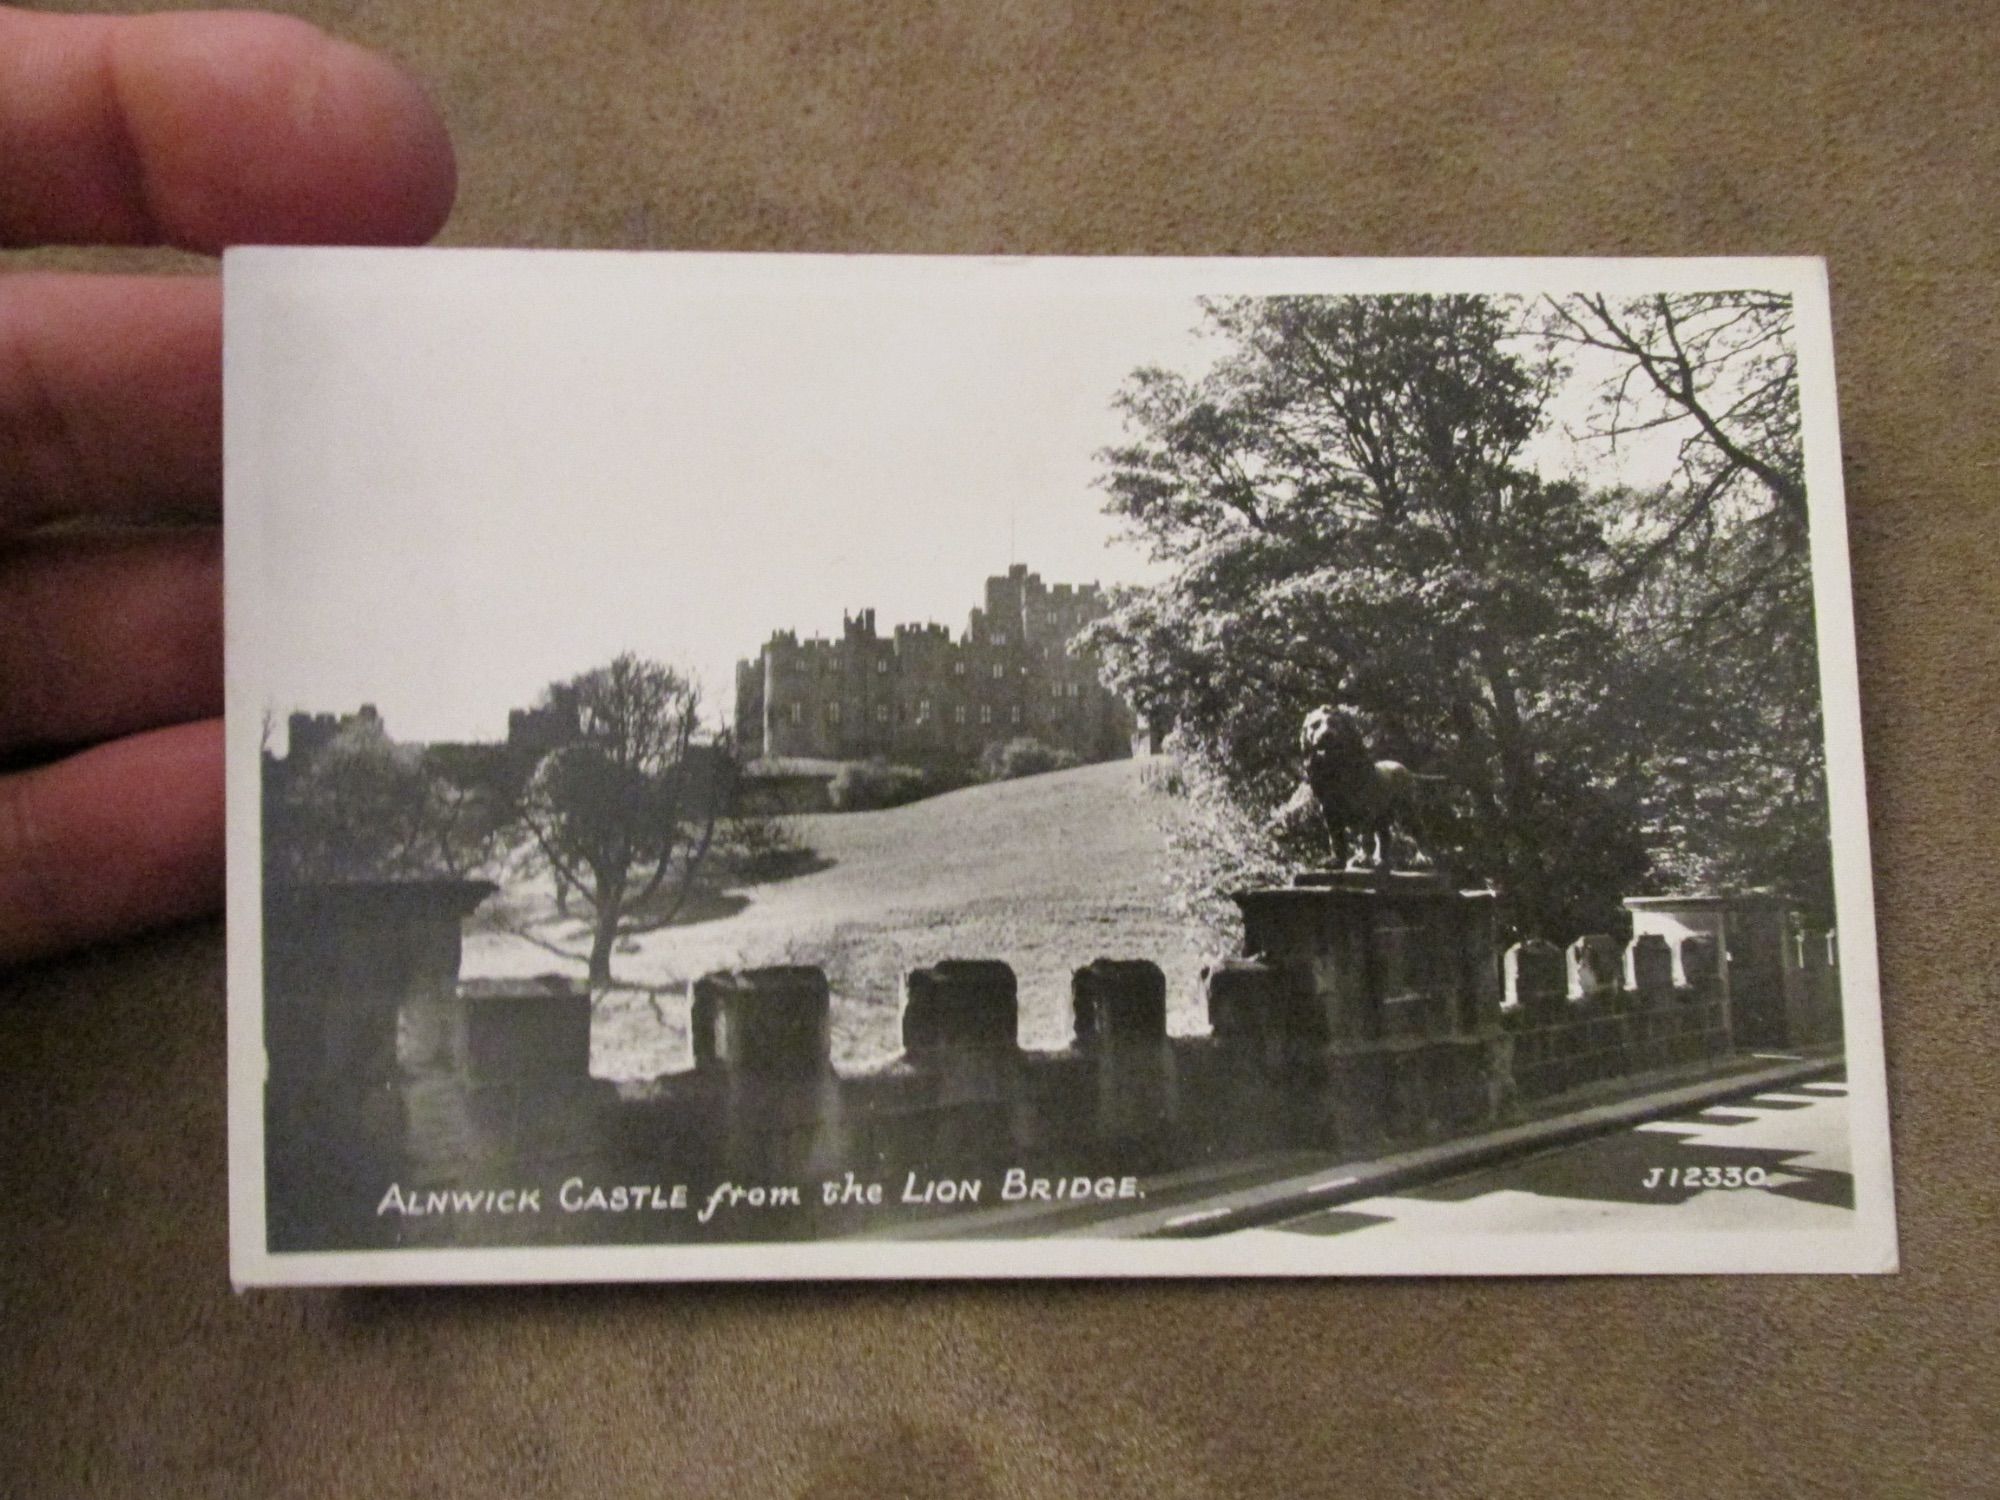 ALNWICK CASTLE from the LION BRIDGE.
J12330